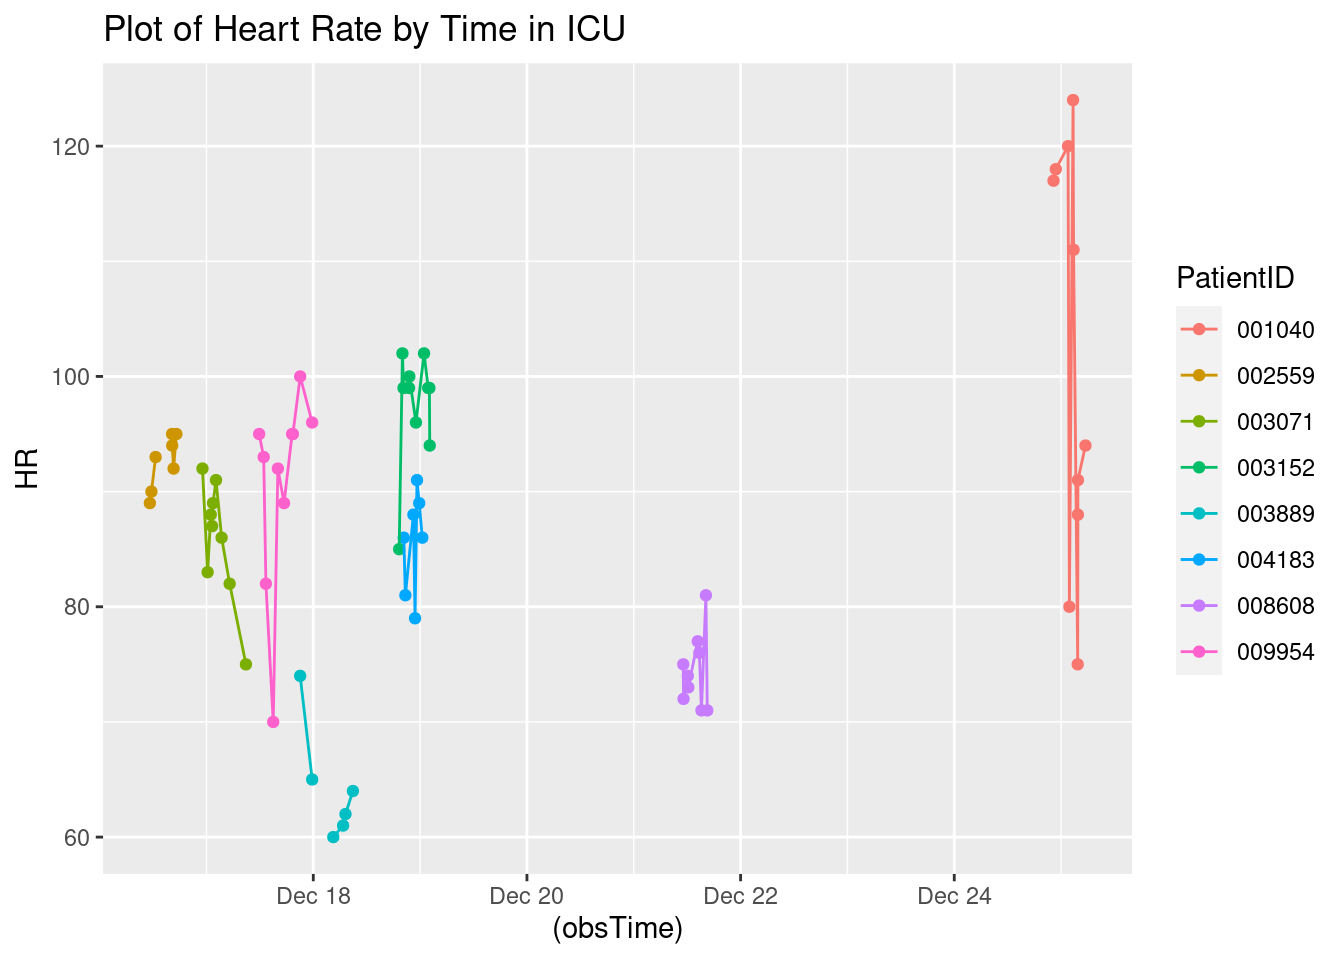 Plot of Heart Rate by Time in ICU
120
100
80
60
HR
Dec 18 Dec 20 Dec 22 Dec 24
(obsTime)
PatientID
001040
002559
003071
003152
003889
004183
008608
009954